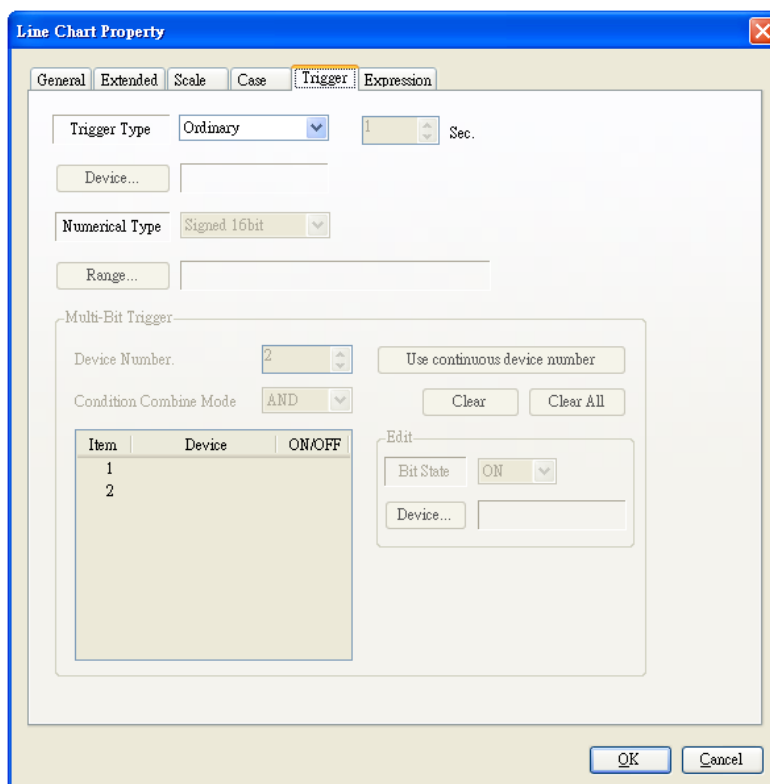 Line Chart Property
General Extended Scale Case Trigger Expression
Trigger Type Ordinary 1 Sec.
Device...
Numerical Type Signed 16bit
Range...
Multi-Bit Trigger
Device Number. 2 Use continuous device number
Condition Combine Mode AND Clear Clear All
Item Device ON/OFF
1
2
Edit
Bit State ON
Device...
OK Cancel